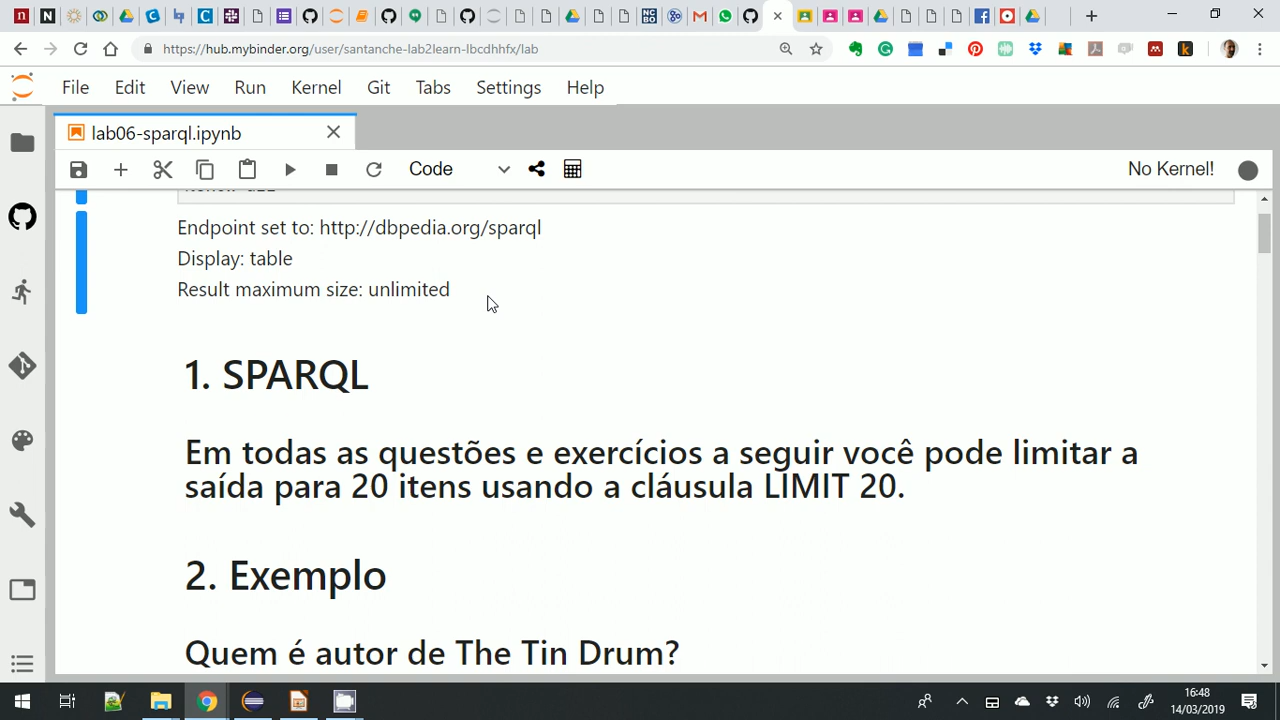 https://hub.mybinder.org/user/santanche-lab2learn-lbcdhhfx/lab
File Edit View Run Kernel Git Tabs Settings Help
lab06-sparql.ipynb
Code
No Kernel!
Endpoint set to: http://dbpedia.org/sparql
Display: table
Result maximum size: unlimited
1. SPARQL
Em todas as questões e exercícios a seguir você pode limitar a
saída para 20 itens usando a cláusula LIMIT 20.
2. Exemplo
Quem é autor de The Tin Drum?
16:48
14/03/2019